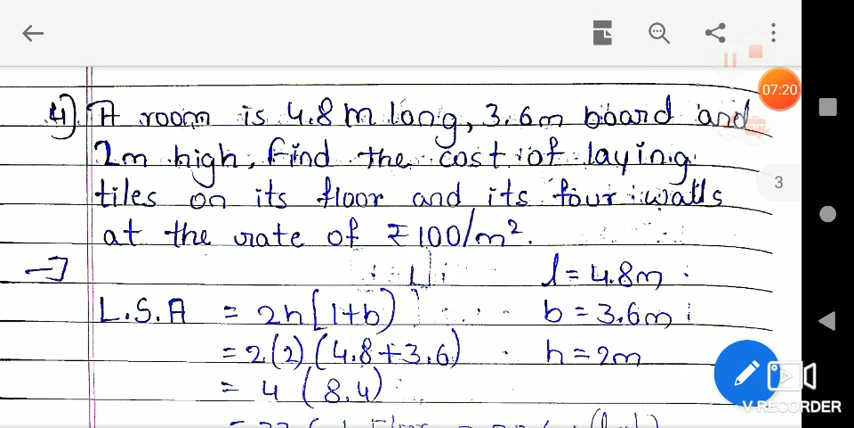 07:20
4) A room is 4.8m long, 3.6m board and
2m high, find the cost of laying
3
tiles on its floor and its four walls
at the rate of ₹100/m².
l = 4.8m
L.S.A = 2h[l+b)
b = 3.6m
= 2(2)(4.8+3.6)
h = 2m
= 4(8.4)
V RECORDER